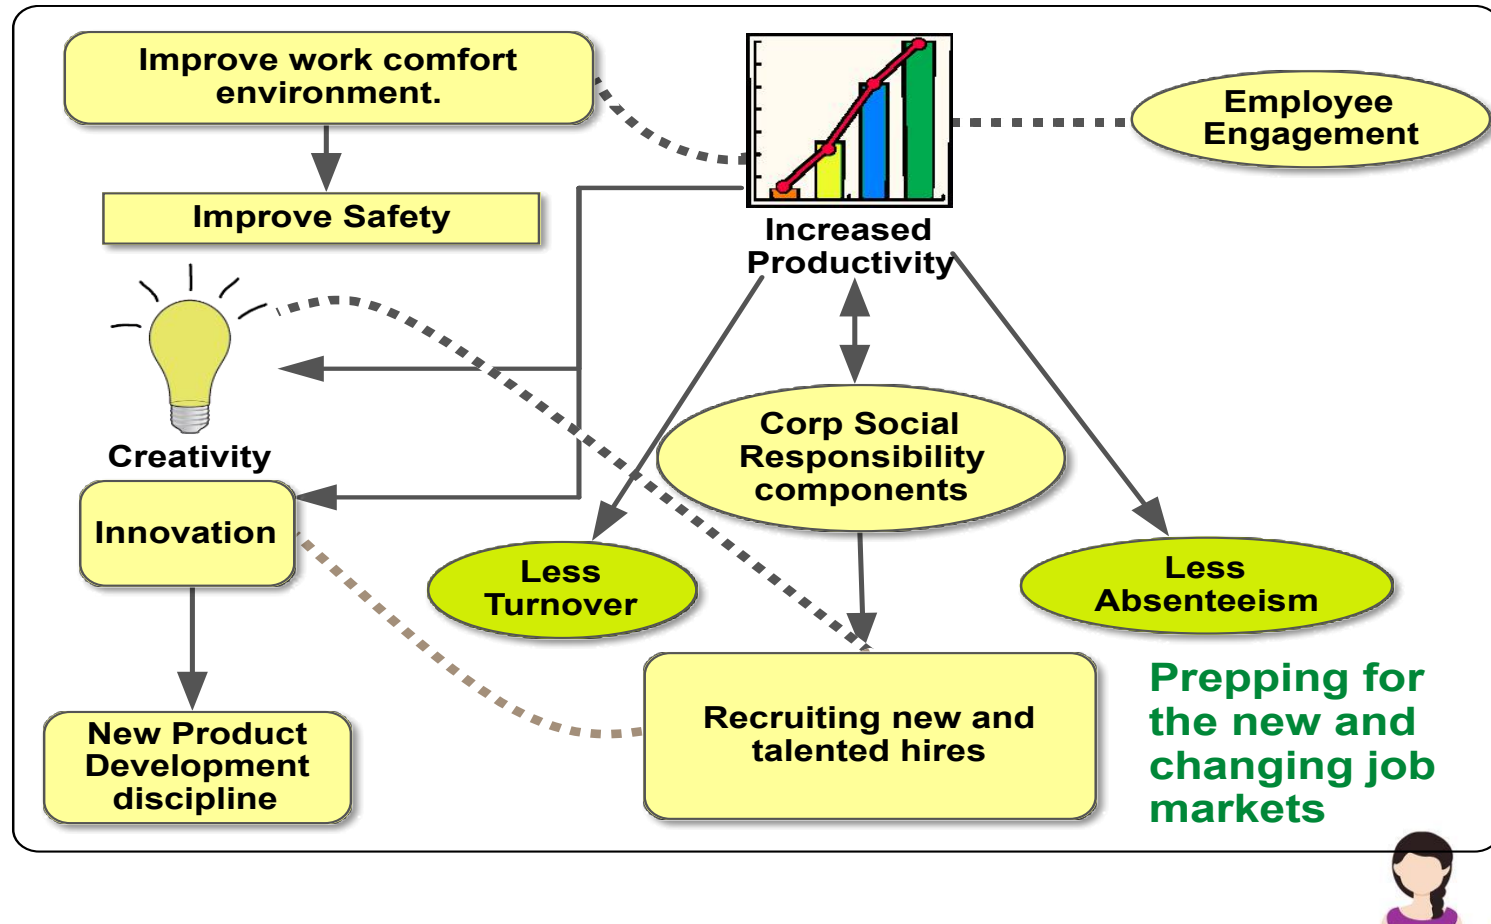 Improve work comfort
environment.
Improve Safety
Employee
Engagement
Increased
Productivity
Creativity
Corp Social
Responsibility
components
Innovation
Less
Turnover
Less
Absenteeism
New Product
Development
discipline
Recruiting new and
talented hires
Prepping for
the new and
changing job
markets